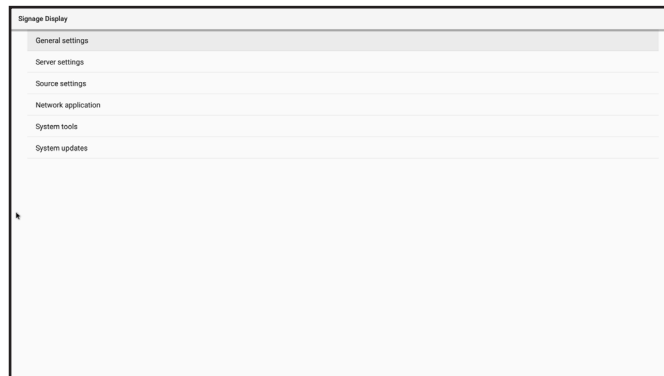 Signage Display
General settings
Server settings
Source settings
Network application
System tools
System updates